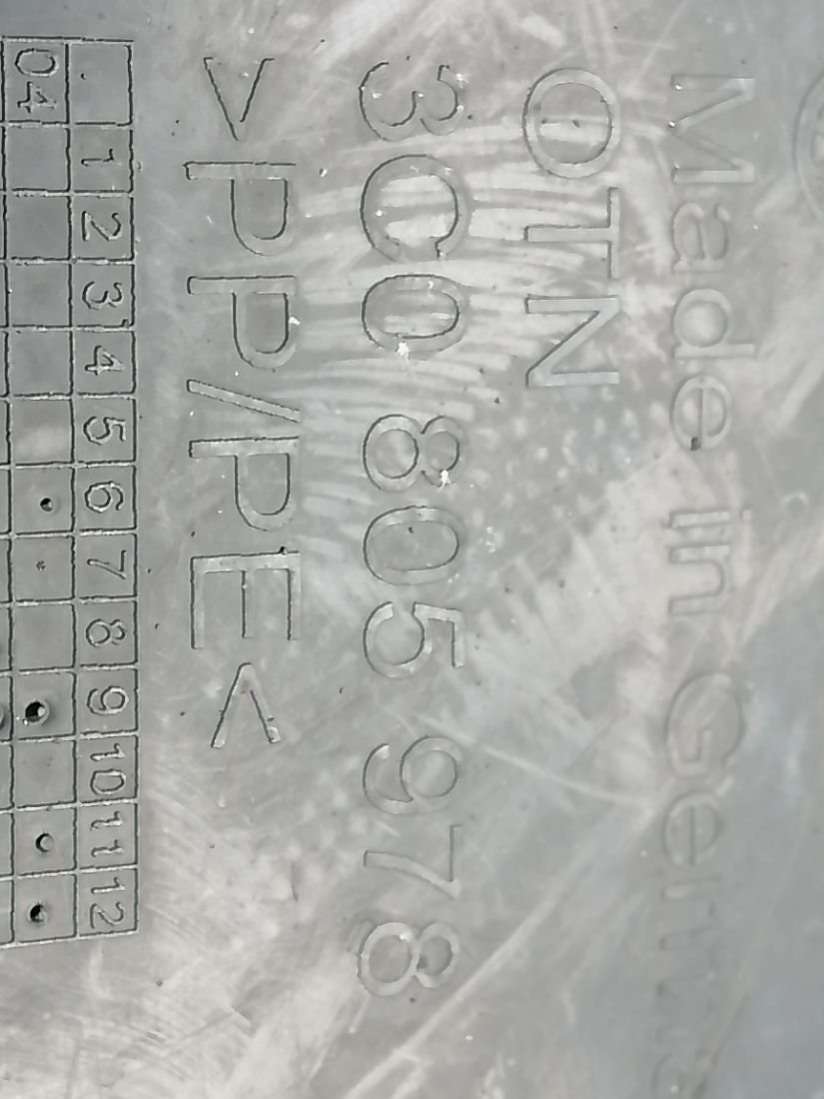 Made in Germa
OTN
3C0 805 978
>PP/PE<
1 2 3 4 5 6 7 8 9 10 11 12
04